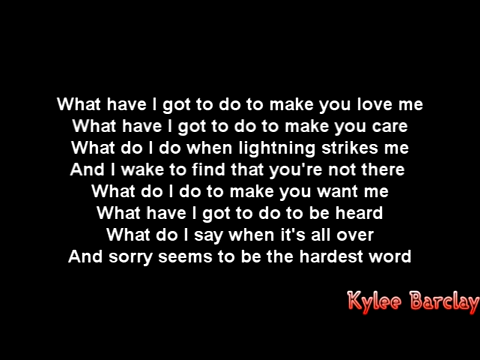 What have I got to do to make you love me
What have I got to do to make you care
What do I do when lightning strikes me
And I wake to find that you're not there
What do I do to make you want me
What have I got to do to be heard
What do I say when it's all over
And sorry seems to be the hardest word
Kylee Barclay